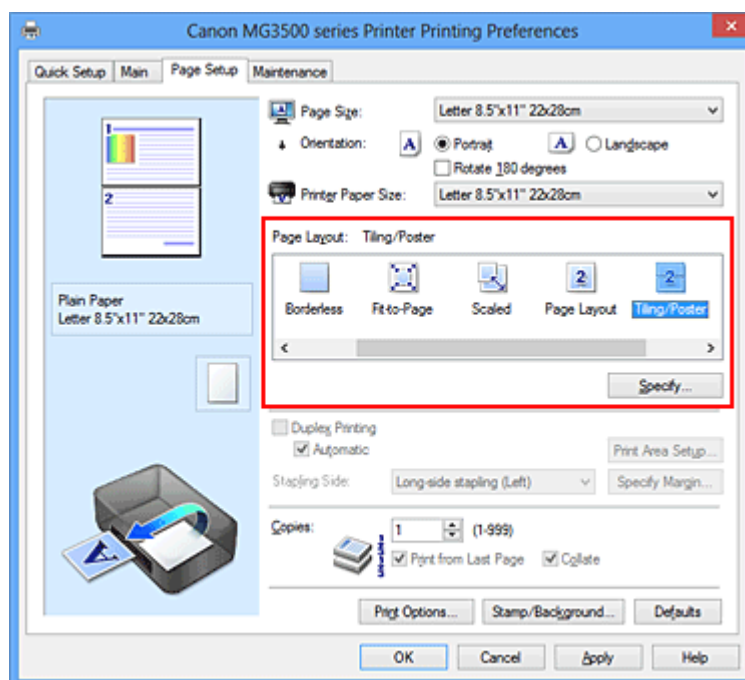 Canon MG3500 series Printer Printing Preferences
Quick Setup Main Page Setup Maintenance
1
2
Plain Paper
Letter 8.5"x11" 22x28cm
Page Size: Letter 8.5"x11" 22x28cm
Orientation: A Portrait A Landscape
Rotate 180 degrees
Printer Paper Size: Letter 8.5"x11" 22x28cm
Page Layout: Tiling/Poster
2 2
Borderless Fit-to-Page Scaled Page Layout Tiling/Poster
Specify...
Duplex Printing
Automatic Print Area Setup...
Stapling Side: Long-side stapling (Left) Specify Margin...
Copies: 1 (1-999)
Print from Last Page Collate
A
Print Options... Stamp/Background... Defaults
OK Cancel Apply Help